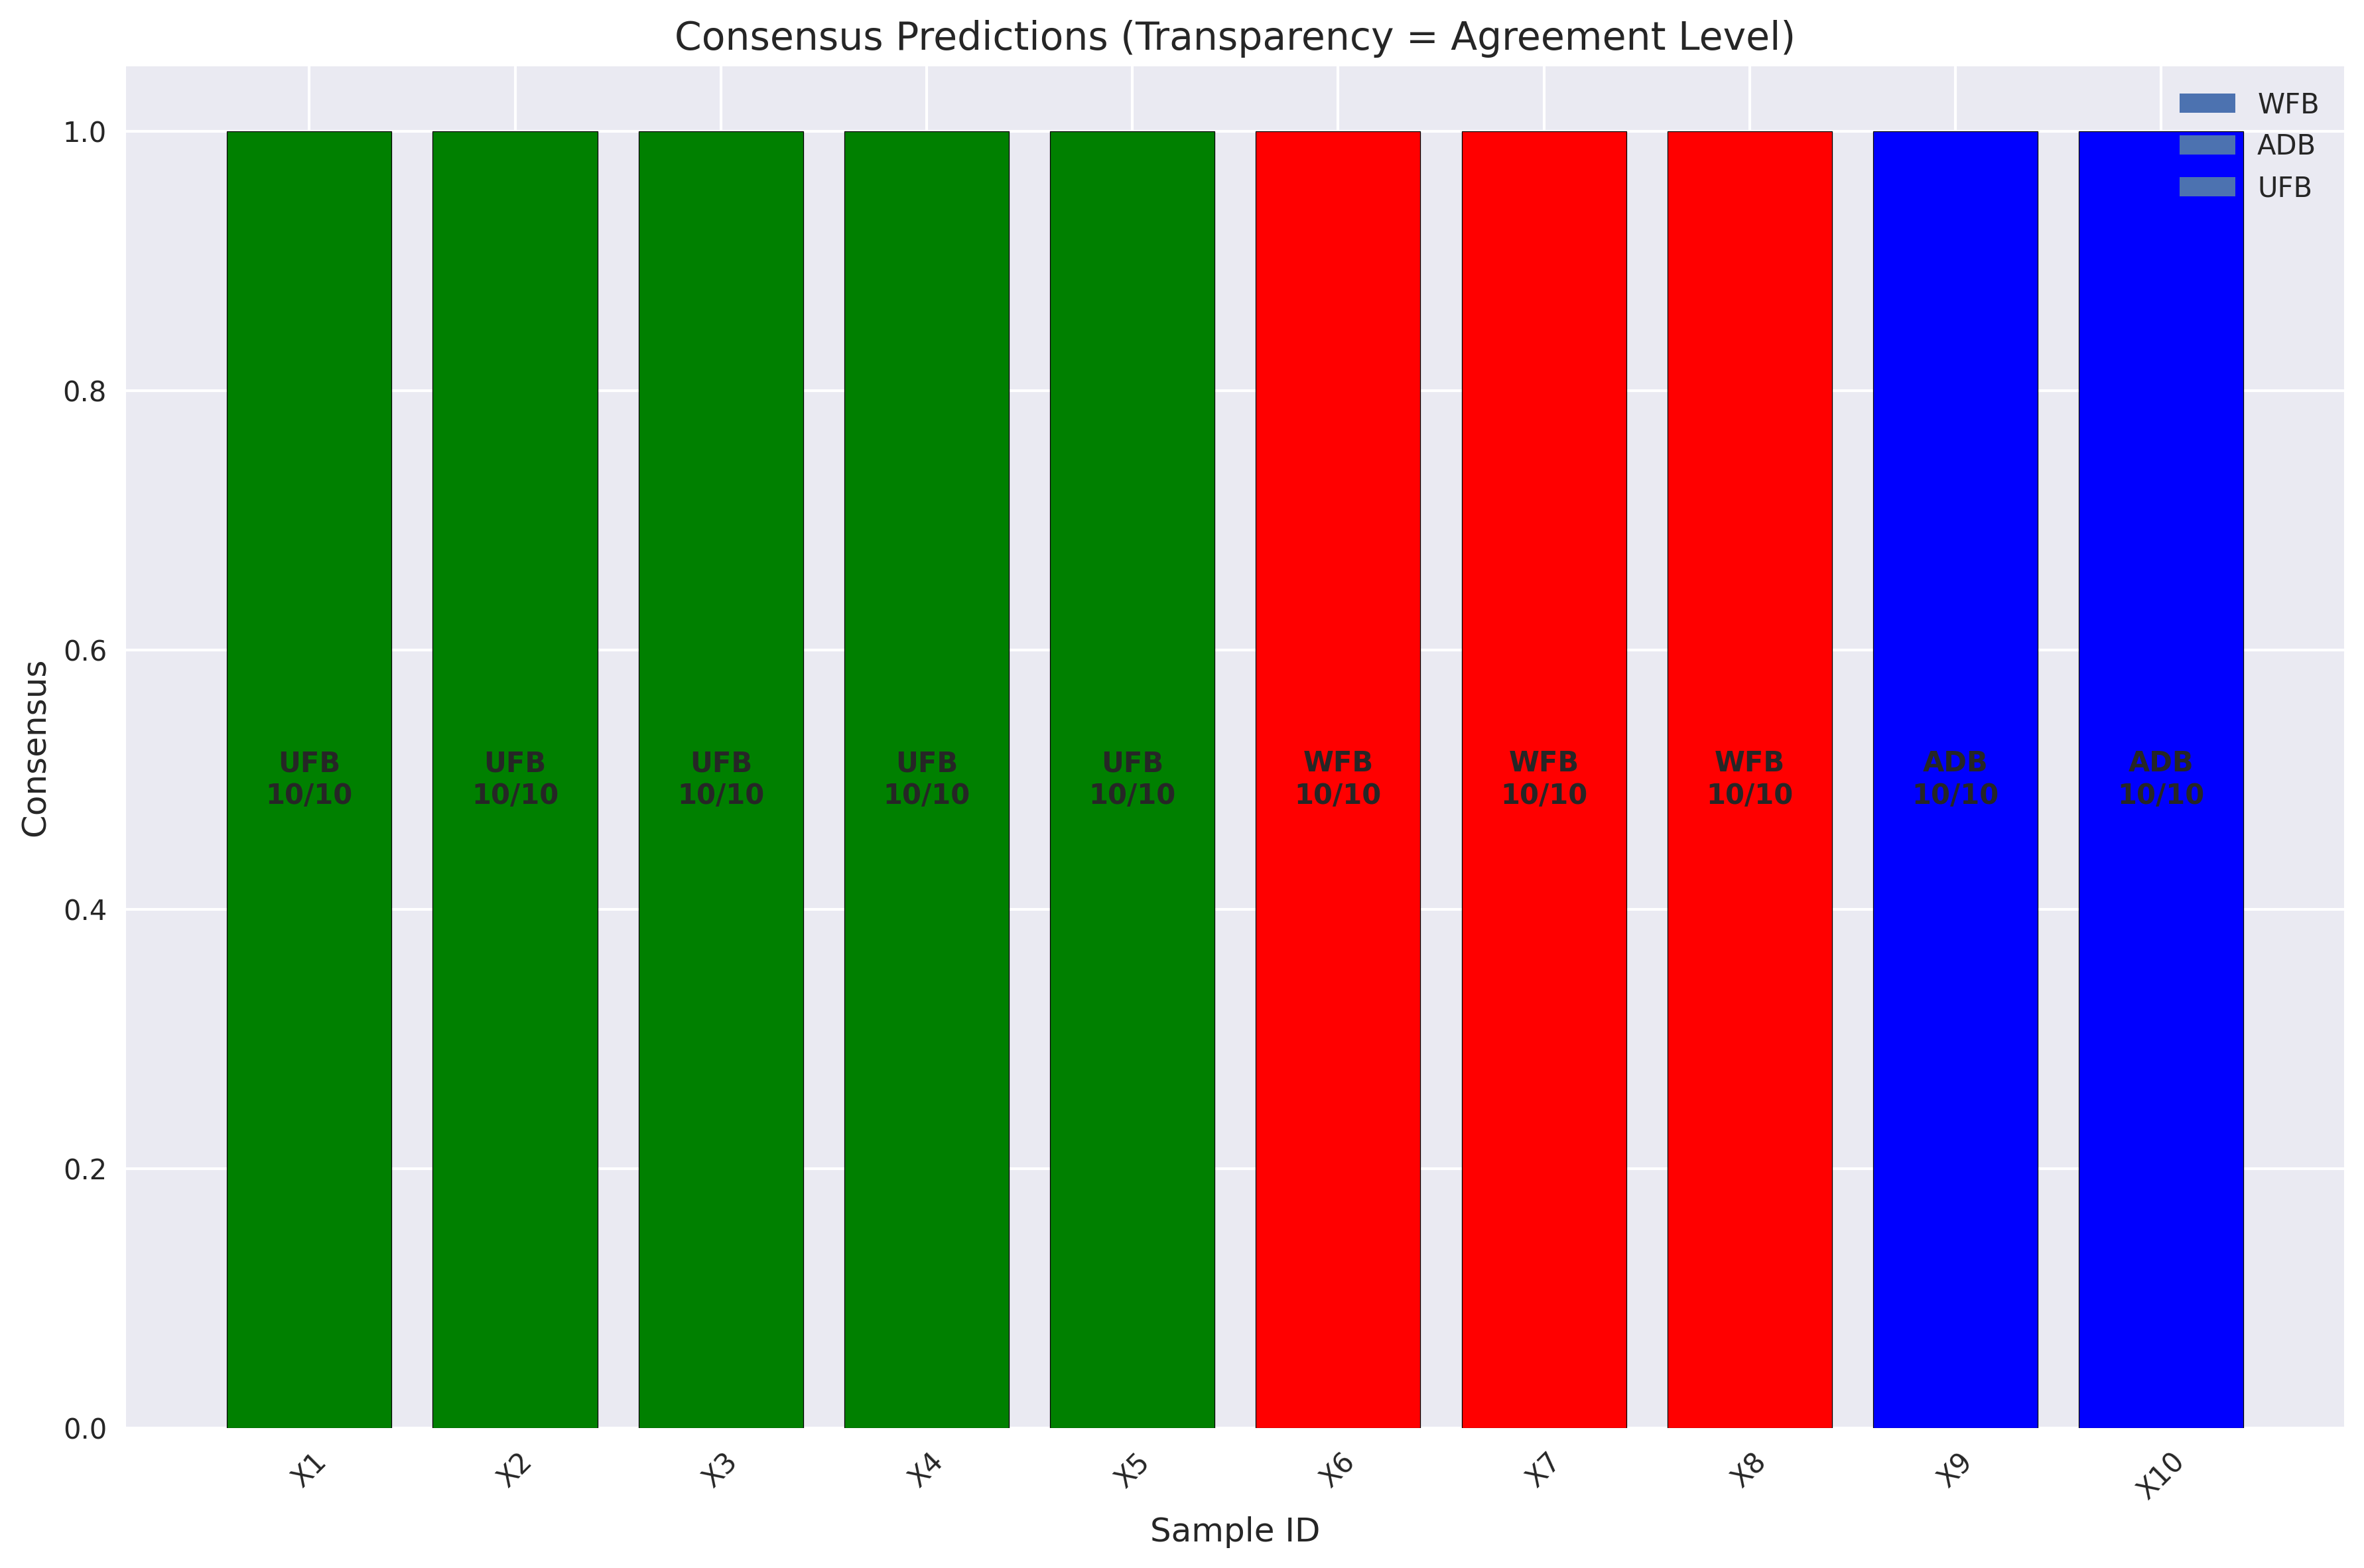 Consensus Predictions (Transparency = Agreement Level)
WFB
ADB
UFB
Consensus
1.0
0.8
0.6
0.4
0.2
0.0
UFB
10/10
UFB
10/10
UFB
10/10
UFB
10/10
UFB
10/10
WFB
10/10
WFB
10/10
WFB
10/10
ADB
10/10
ADB
10/10
X1
X2
X3
X4
X5
X6
X7
X8
X9
X10
Sample ID